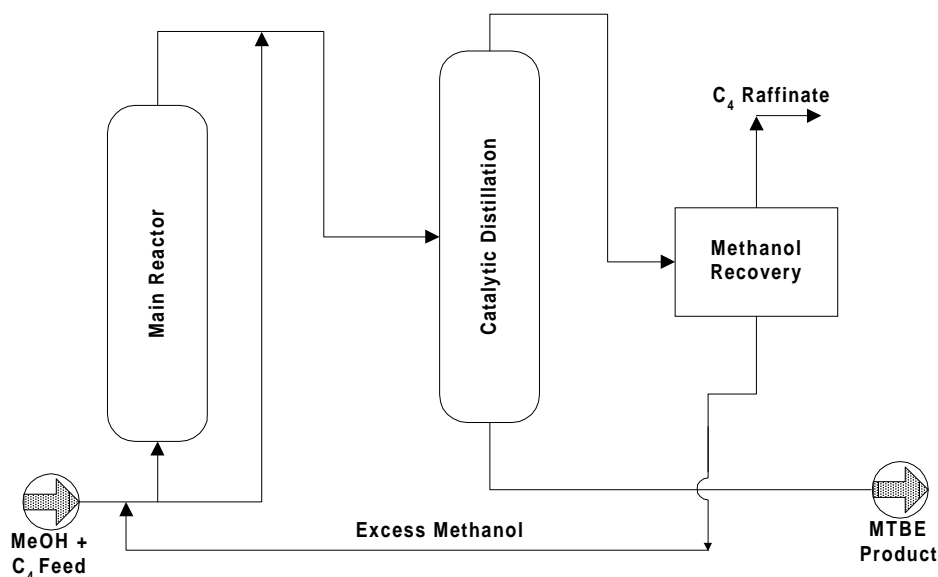 C4 Raffinate
Main Reactor
Catalytic Distillation
Methanol
Recovery
MeOH +
C4 Feed
Excess Methanol
MTBE
Product